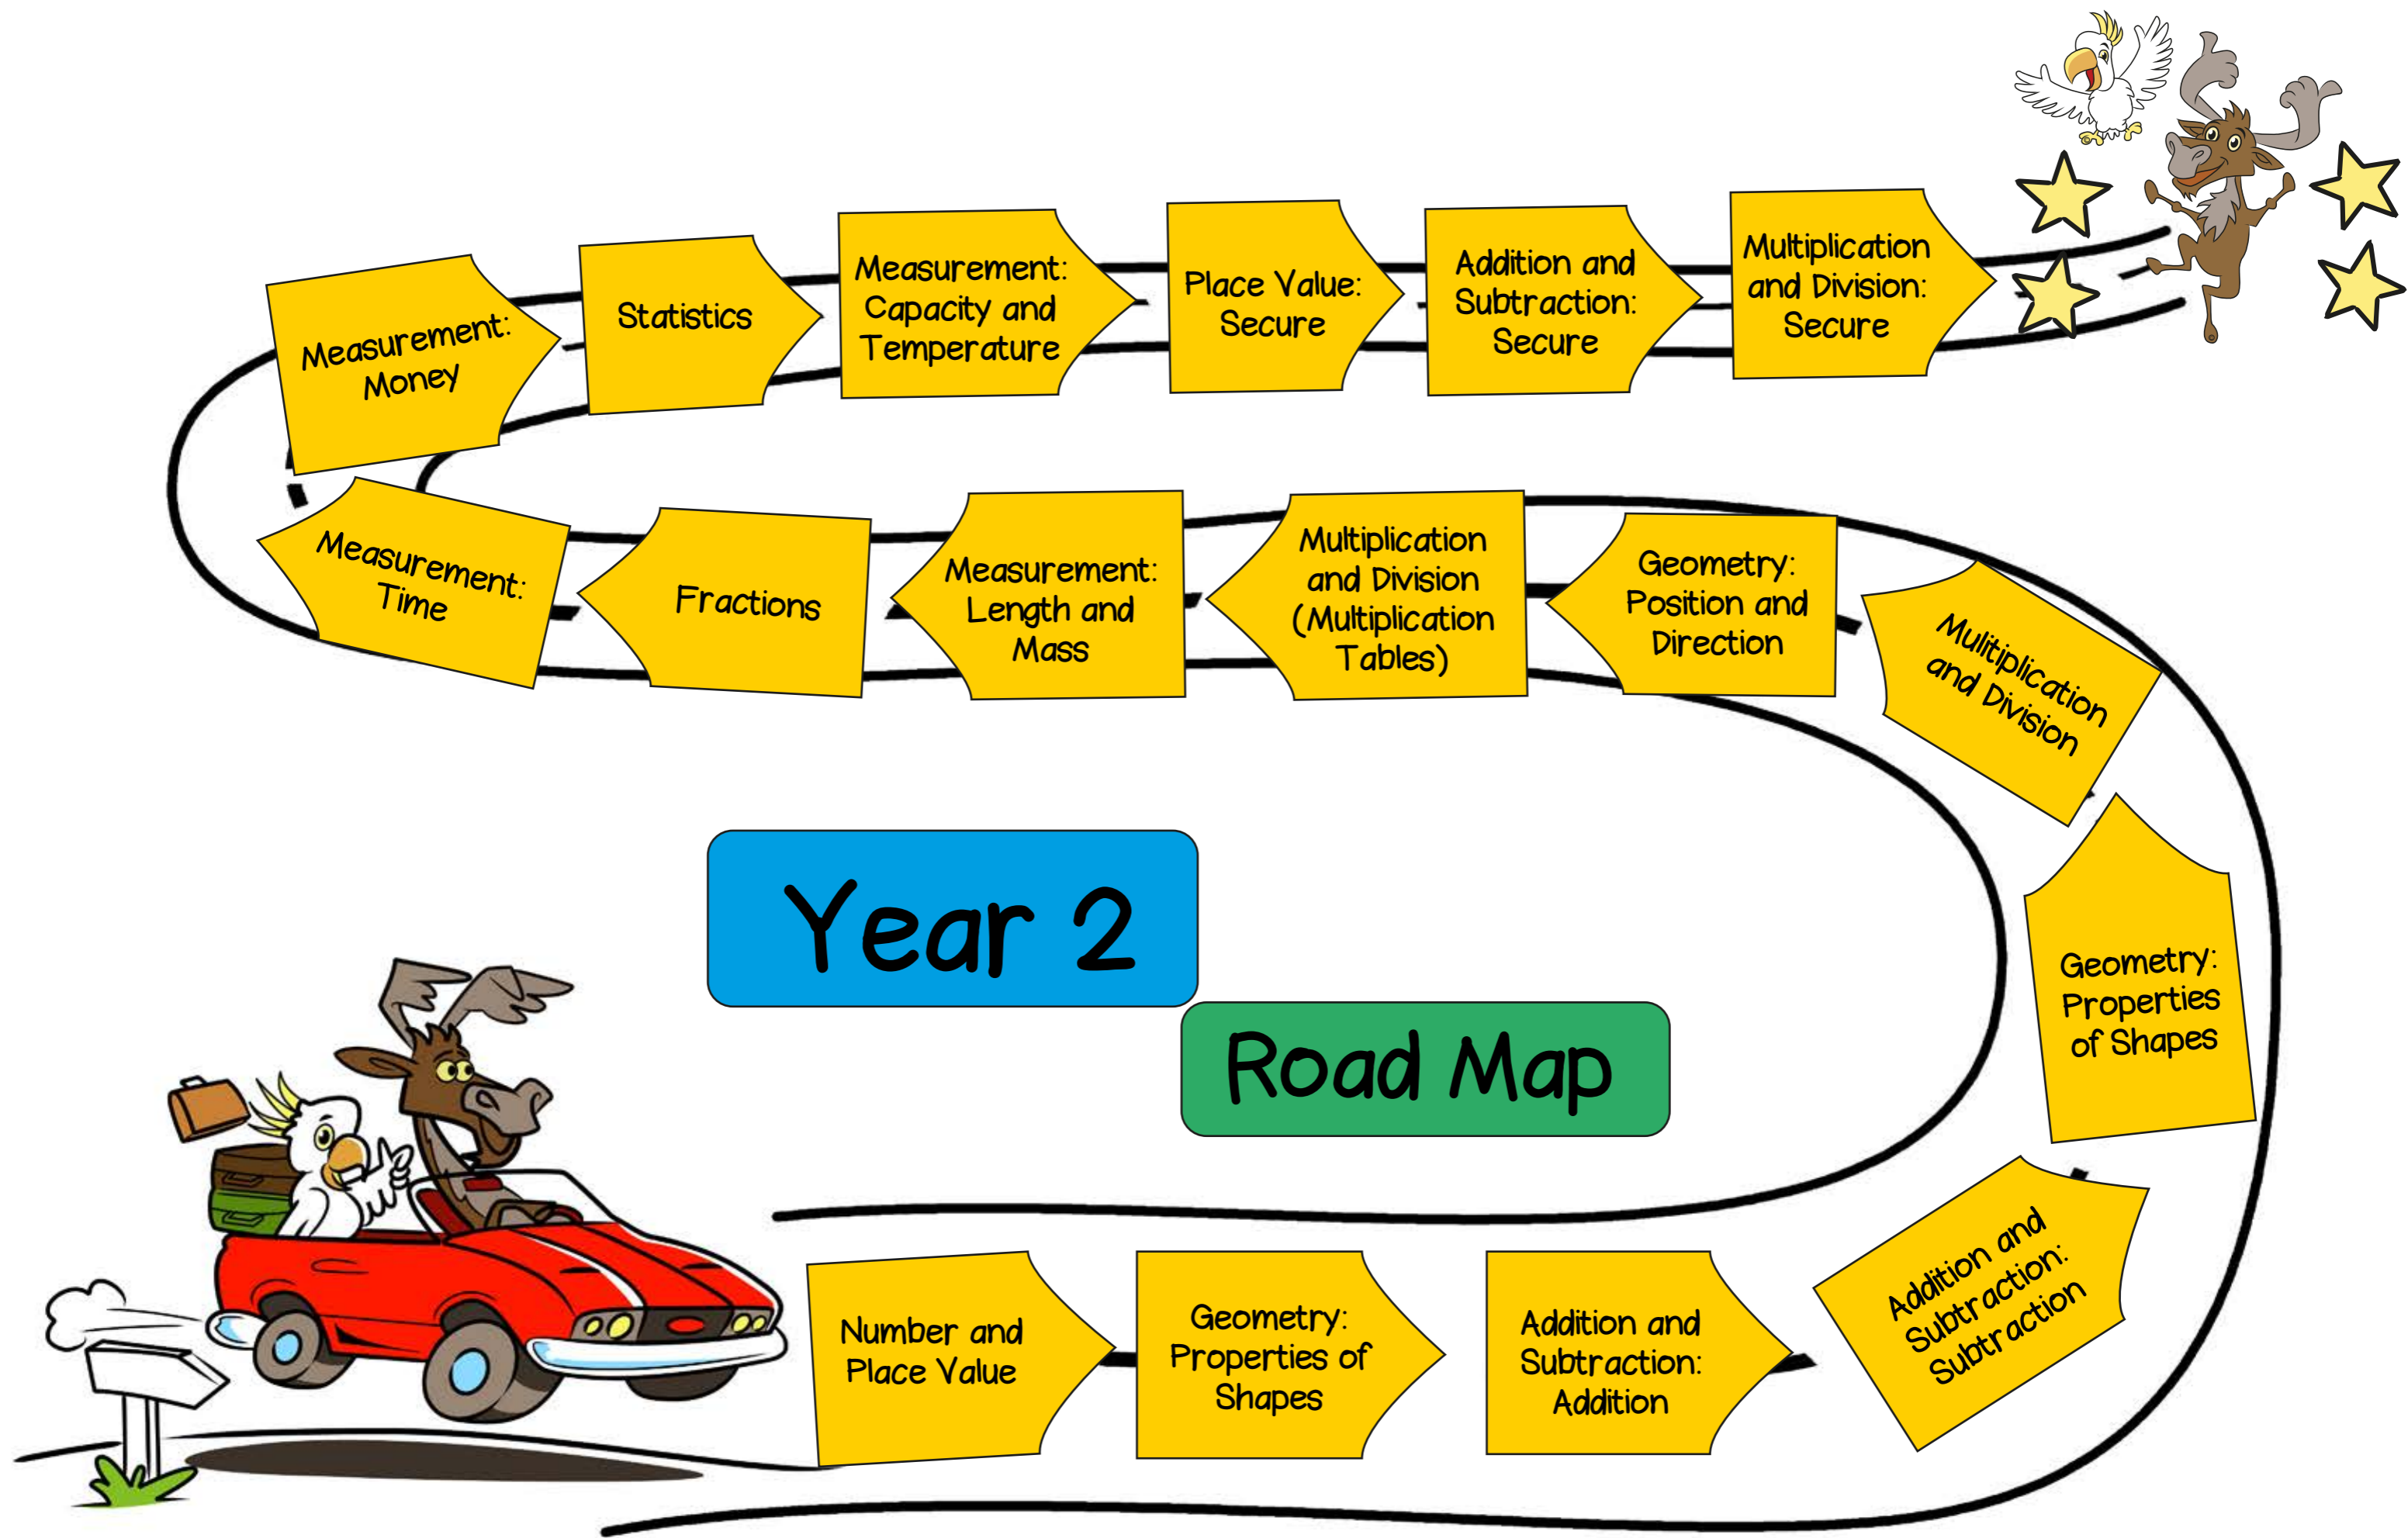 Measurement:
Money
Statistics
Measurement:
Capacity and
Temperature
Place Value:
Secure
Addition and
Subtraction:
Secure
Multiplication
and Division:
Secure
Measurement:
Time
Fractions
Measurement:
Length and
Mass
Multiplication
and Division
(Multiplication
Tables)
Geometry:
Position and
Direction
Mulitiplication
and Division
Geometry:
Properties
of Shapes
Year 2
Road Map
Number and
Place Value
Geometry:
Properties of
Shapes
Addition and
Subtraction:
Addition
Addition and
Subtraction:
Subtraction